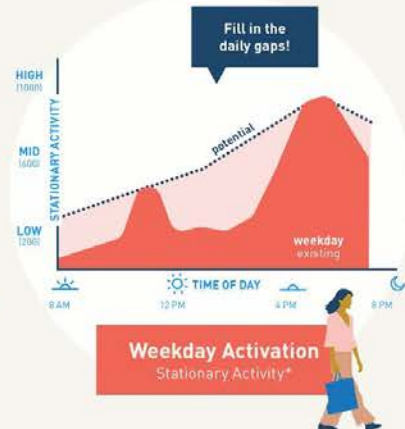 Fill in the
daily gaps!
HIGH
(1000)
MID
(600)
LOW
(200)
STATIONARY ACTIVITY
potential
weekday
existing
TIME OF DAY
8 AM
12 PM
4 PM
8 PM
Weekday Activation
Stationary Activity*